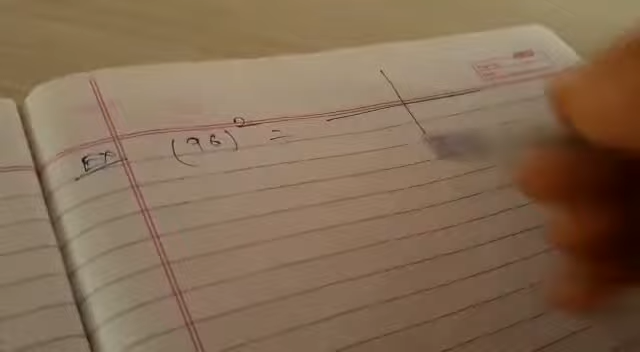 Ex (96)² =